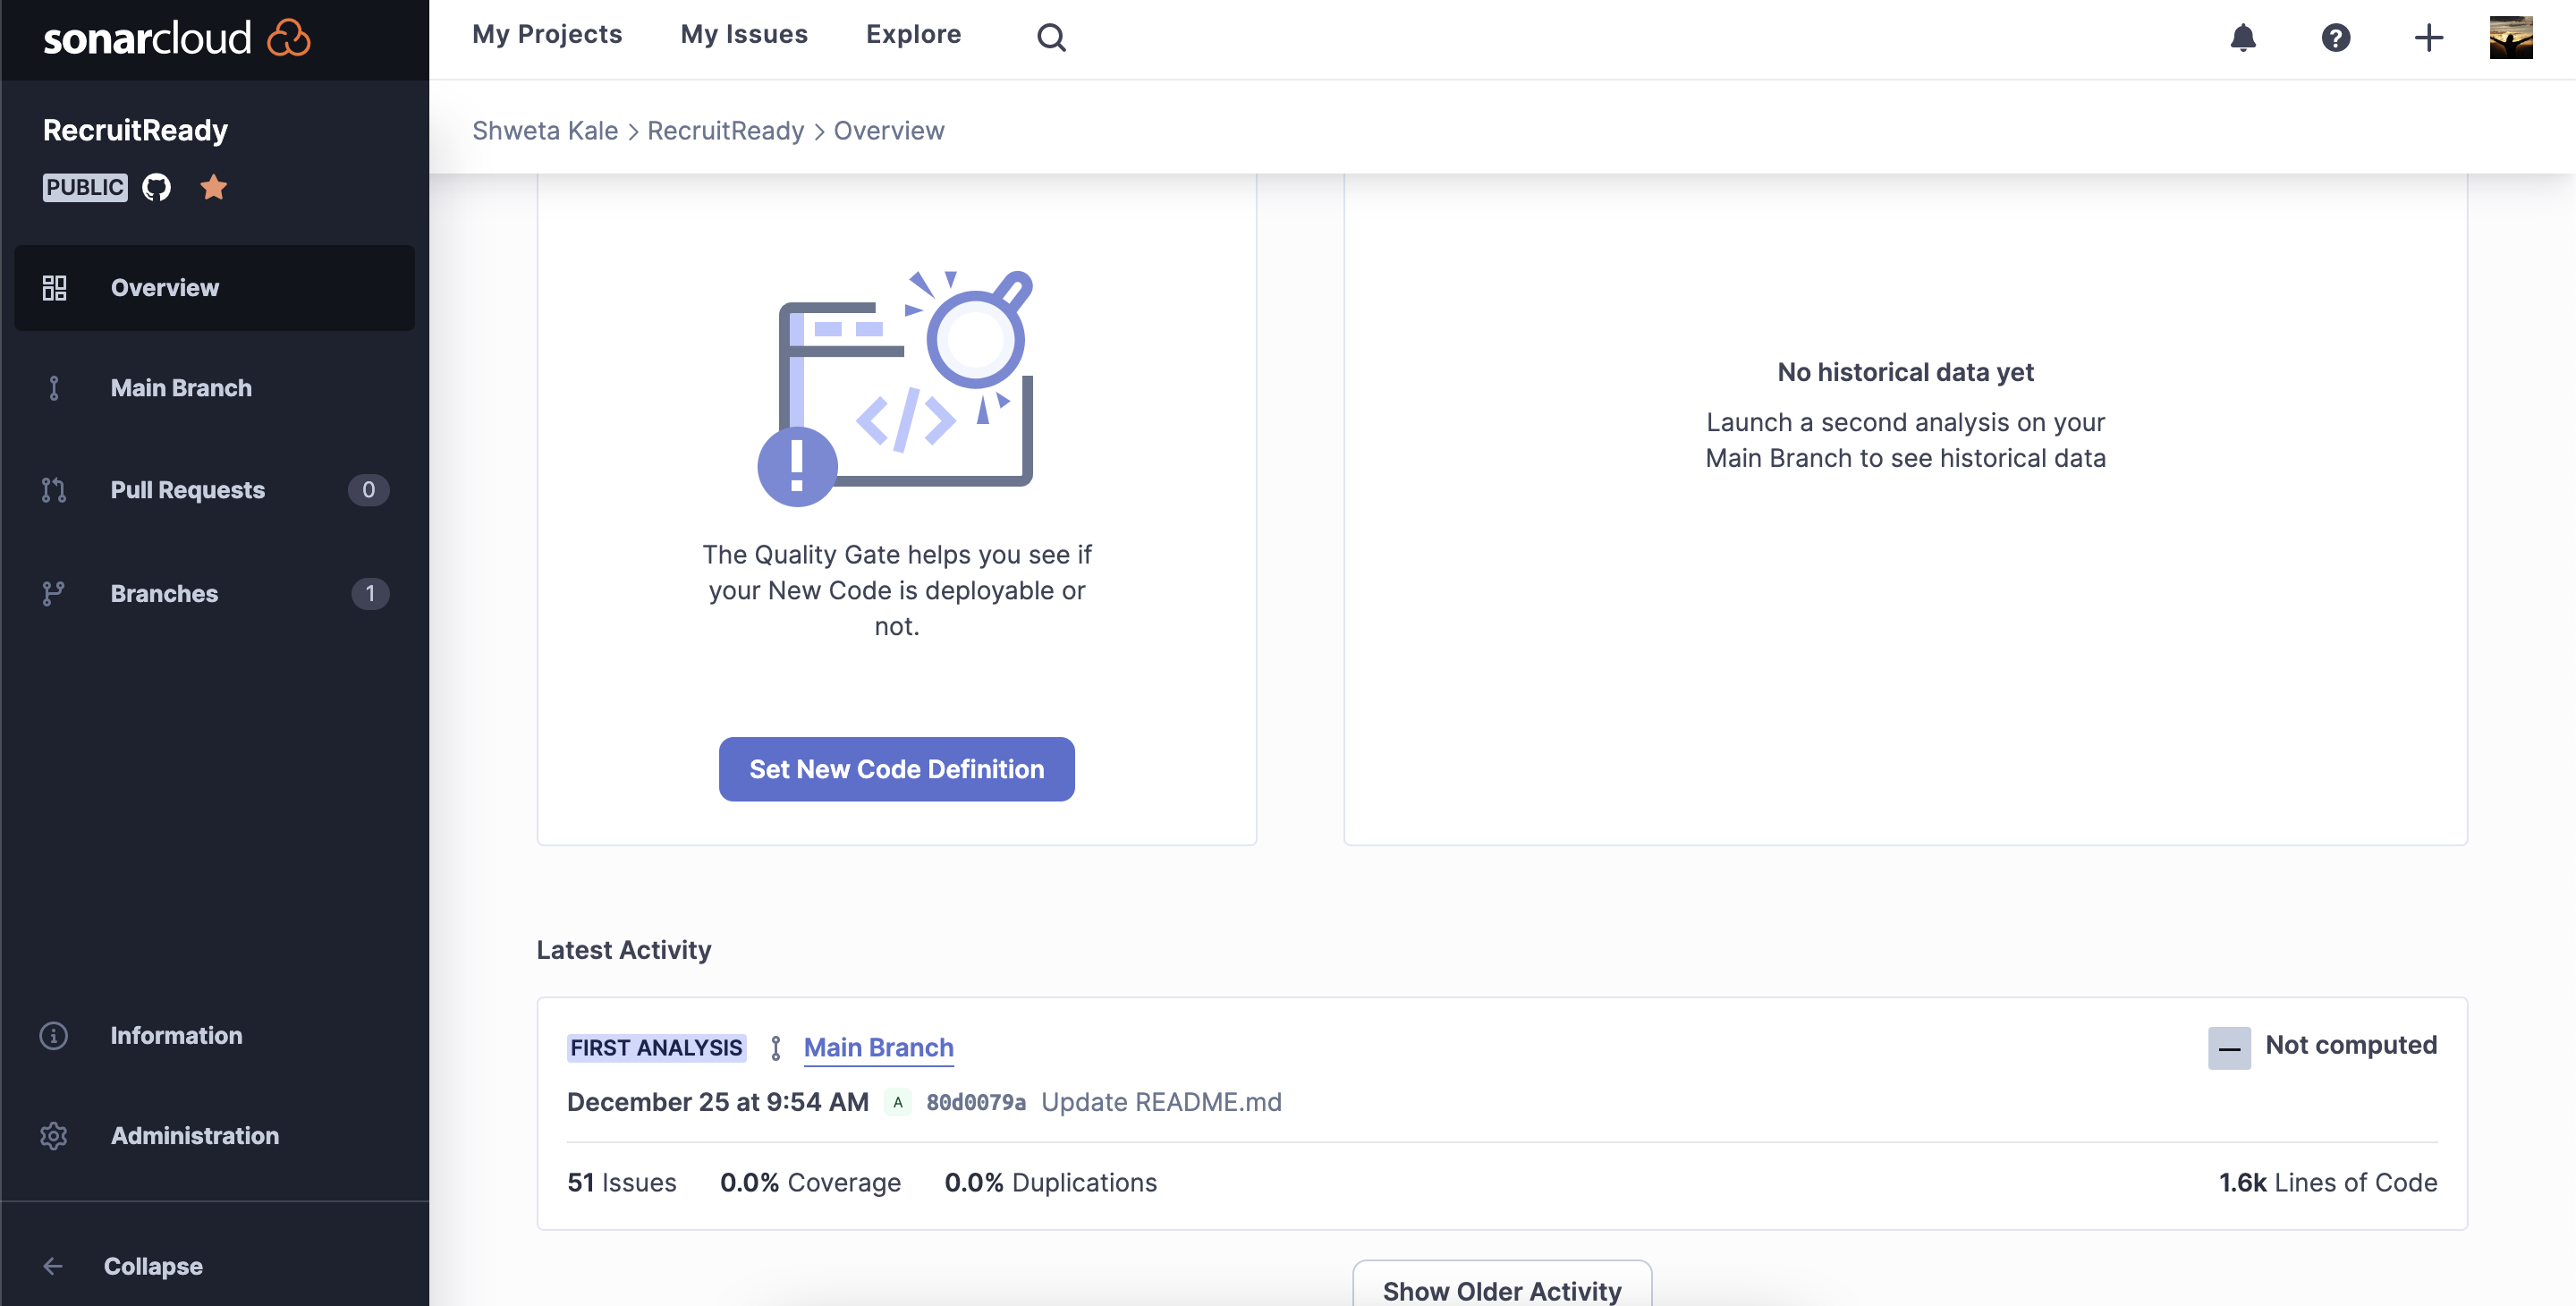 sonarcloud
My Projects My Issues Explore
RecruitReady
PUBLIC
Overview
Main Branch
Pull Requests 0
Branches 1
Information
Administration
Collapse
Shweta Kale > RecruitReady > Overview
The Quality Gate helps you see if
your New Code is deployable or
not.
Set New Code Definition
No historical data yet
Launch a second analysis on your
Main Branch to see historical data
Latest Activity
FIRST ANALYSIS Main Branch
Not computed
December 25 at 9:54 AM A 80d0079a Update README.md
51 Issues 0.0% Coverage 0.0% Duplications
1.6k Lines of Code
Show Older Activity